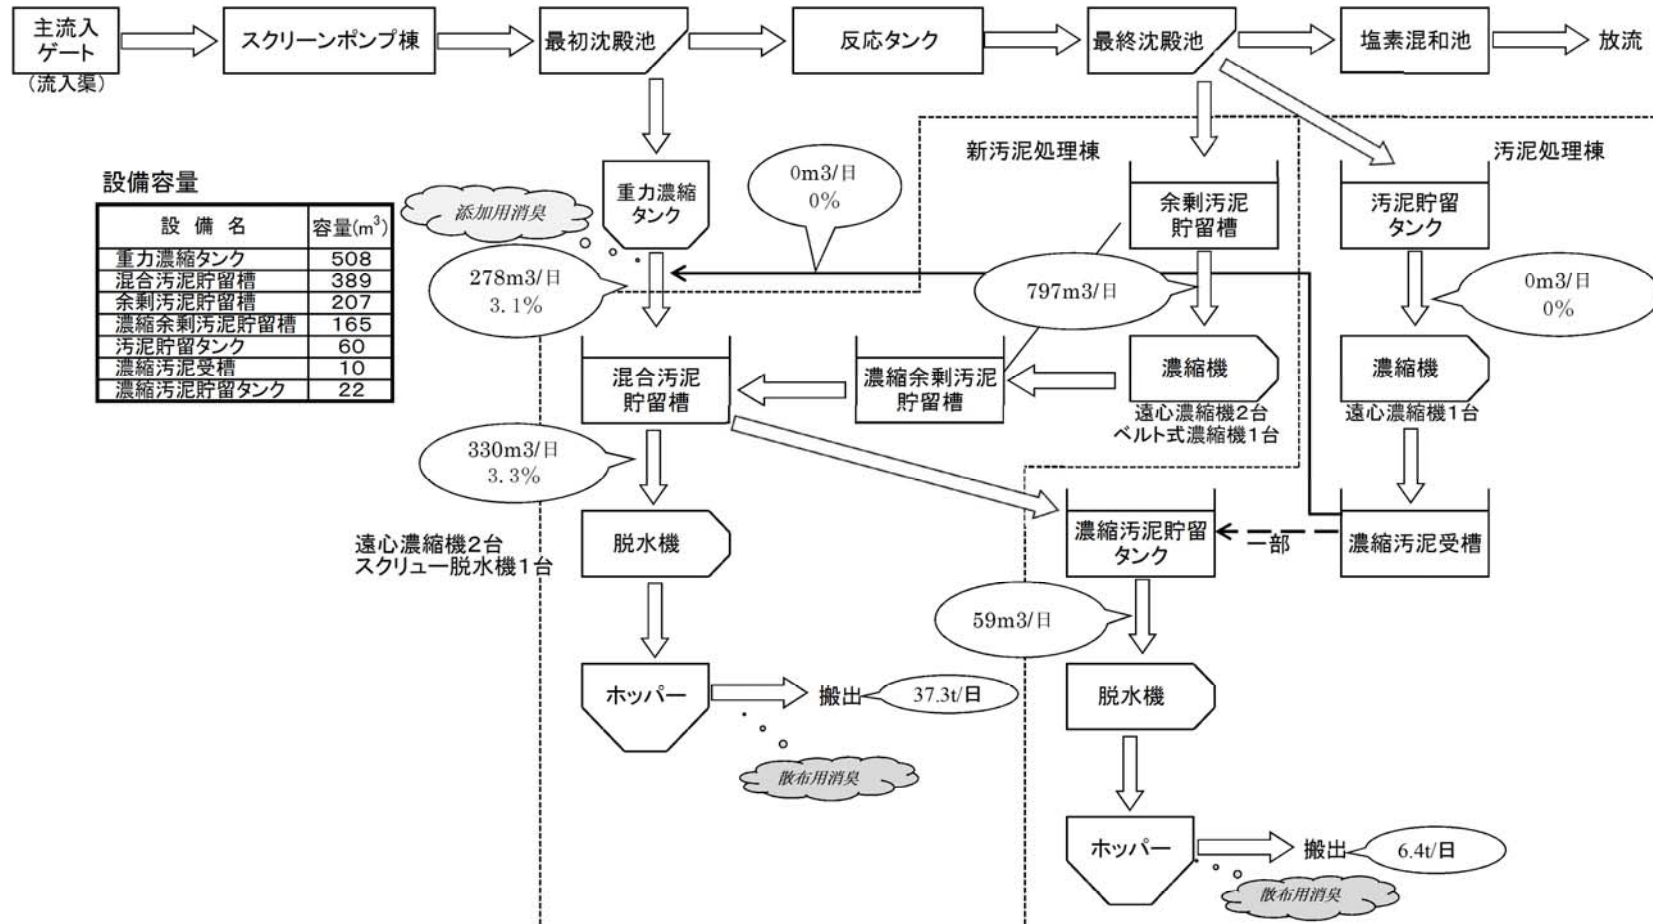 主流入
ゲート
(流入渠)
スクリーンポンプ棟
最初沈殿池
反応タンク
最終沈殿池
塩素混和池
放流
新汚泥処理棟
汚泥処理棟
設備容量
設 備 名 容量(m³)
重力濃縮タンク 508
混合汚泥貯留槽 389
余剰汚泥貯留槽 207
濃縮余剰汚泥貯留槽 165
汚泥貯留タンク 60
濃縮汚泥受槽 10
濃縮汚泥貯留タンク 22
添加用消臭
重力濃縮
タンク
0m3/日
0%
余剰汚泥
貯留槽
汚泥貯留
タンク
278m3/日
3.1%
797m3/日
0m3/日
0%
混合汚泥
貯留槽
濃縮余剰汚泥
貯留槽
濃縮機
遠心濃縮機2台
ベルト式濃縮機1台
濃縮機
遠心濃縮機1台
330m3/日
3.3%
遠心濃縮機2台
スクリュー脱水機1台
脱水機
濃縮汚泥貯留
タンク
一部
濃縮汚泥受槽
59m3/日
ホッパー
搬出
37.3t/日
散布用消臭
脱水機
ホッパー
搬出
6.4t/日
散布用消臭